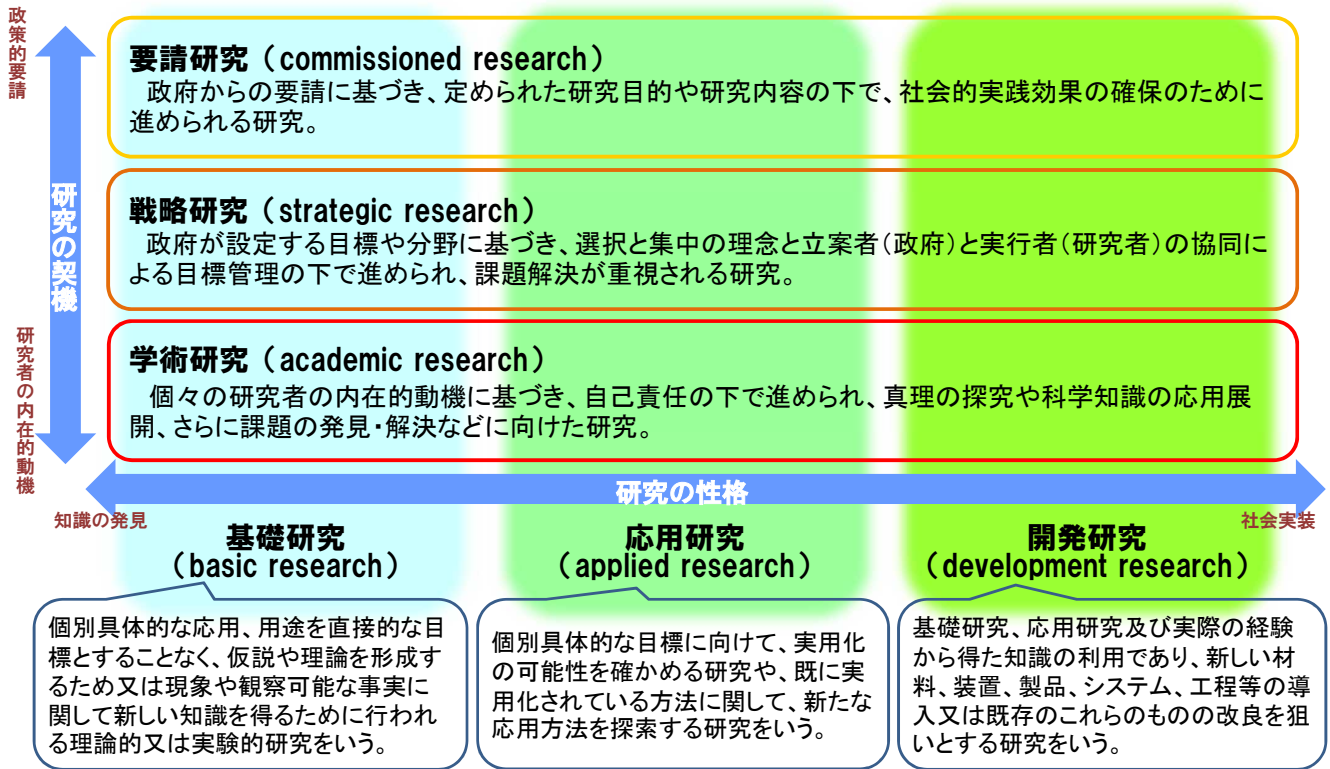 政策的要請
研究の契機
研究者の内在的動機
要請研究（commissioned research）
政府からの要請に基づき、定められた研究目的や研究内容の下で、社会的実践効果の確保のために
進められる研究。
戦略研究（strategic research）
政府が設定する目標や分野に基づき、選択と集中の理念と立案者（政府）と実行者（研究者）の協同に
よる目標管理の下で進められ、課題解決が重視される研究。
学術研究（academic research）
個々の研究者の内在的動機に基づき、自己責任の下で進められ、真理の探究や科学知識の応用展
開、さらに課題の発見・解決などに向けた研究。
研究の性格
知識の発見
社会実装
基礎研究
（basic research）
応用研究
（applied research）
開発研究
（development research）
個別具体的な応用、用途を直接的な目
標とすることなく、仮説や理論を形成す
るため又は現象や観察可能な事実に
関して新しい知識を得るために行われ
る理論的又は実験的研究をいう。
個別具体的な目標に向けて、実用化
の可能性を確かめる研究や、既に実
用化されている方法に関して、新たな
応用方法を探索する研究をいう。
基礎研究、応用研究及び実際の経験
から得た知識の利用であり、新しい材
料、装置、製品、システム、工程等の導
入又は既存のこれらのものの改良を狙
いとする研究をいう。